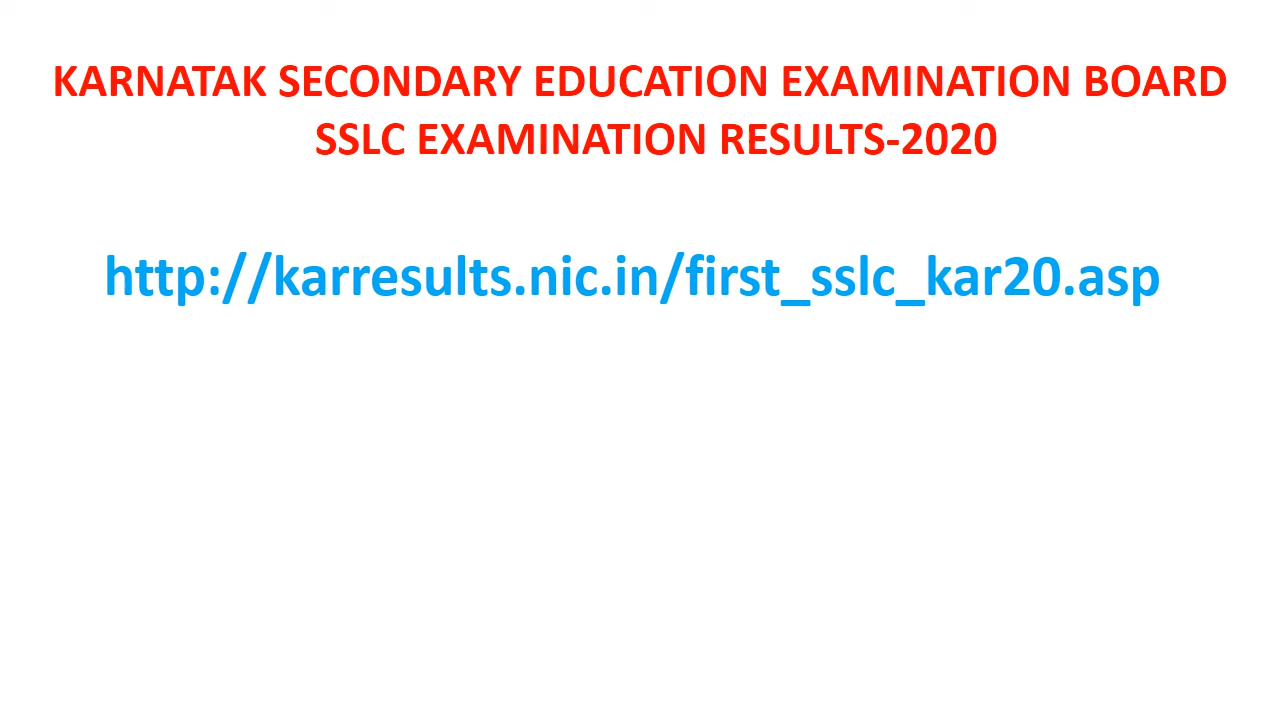 KARNATAK SECONDARY EDUCATION EXAMINATION BOARD
SSLC EXAMINATION RESULTS-2020
http://karresults.nic.in/first_sslc_kar20.asp